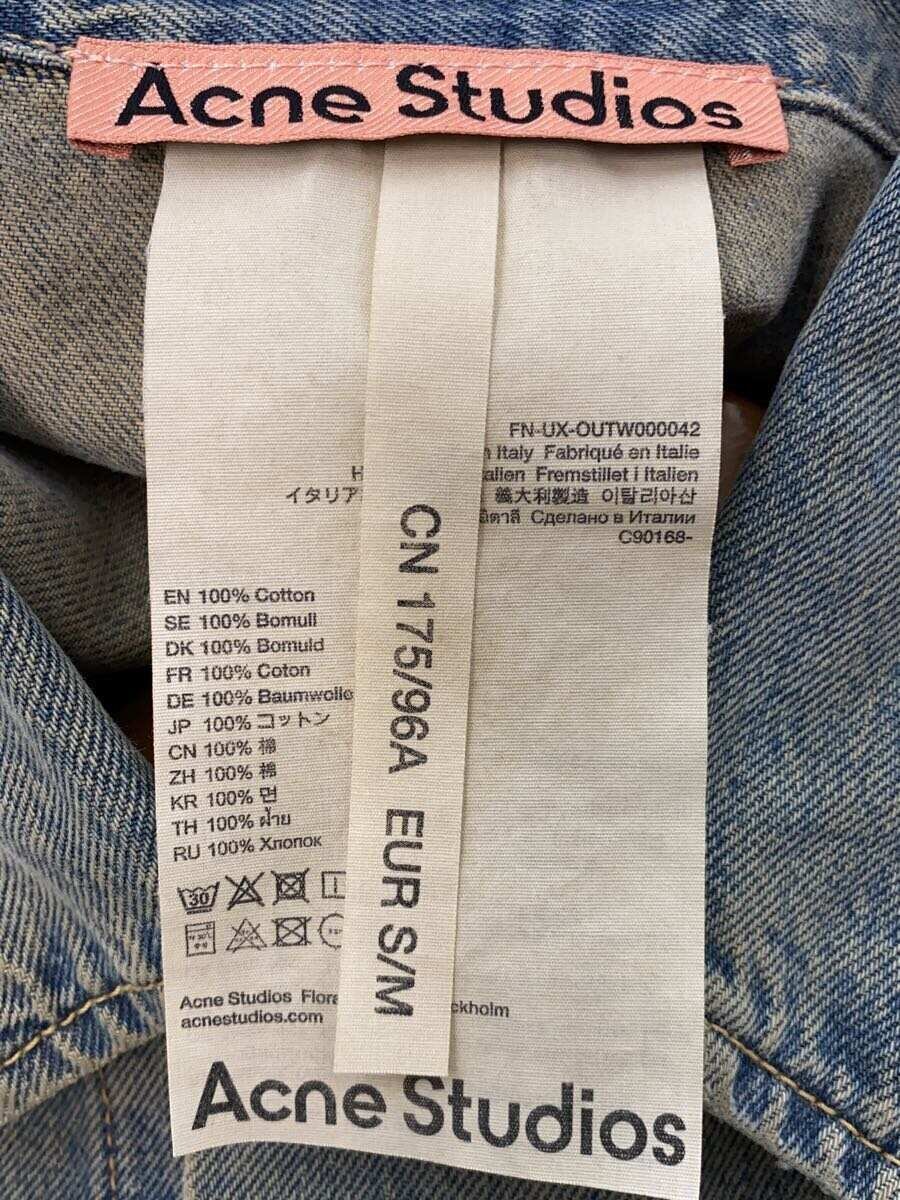 Acne Studios
FN-UX-OUTW000042
Italy Fabriqué en Italie
alien Fremstillet i Italien
イタリア 義大利製造 이탈리아산
Сделано в Италии
C90168-
CN 175/96A EUR S/M
EN 100% Cotton
SE 100% Bomull
DK 100% Bomuld
FR 100% Coton
DE 100% Baumwolle
JP 100% コットン
CN 100% 棉
ZH 100% 棉
KR 100% 면
TH 100% ฝ้าย
RU 100% Хлопок
30
Acne Studios Flora ckholm
acnestudios.com
Acne Studios